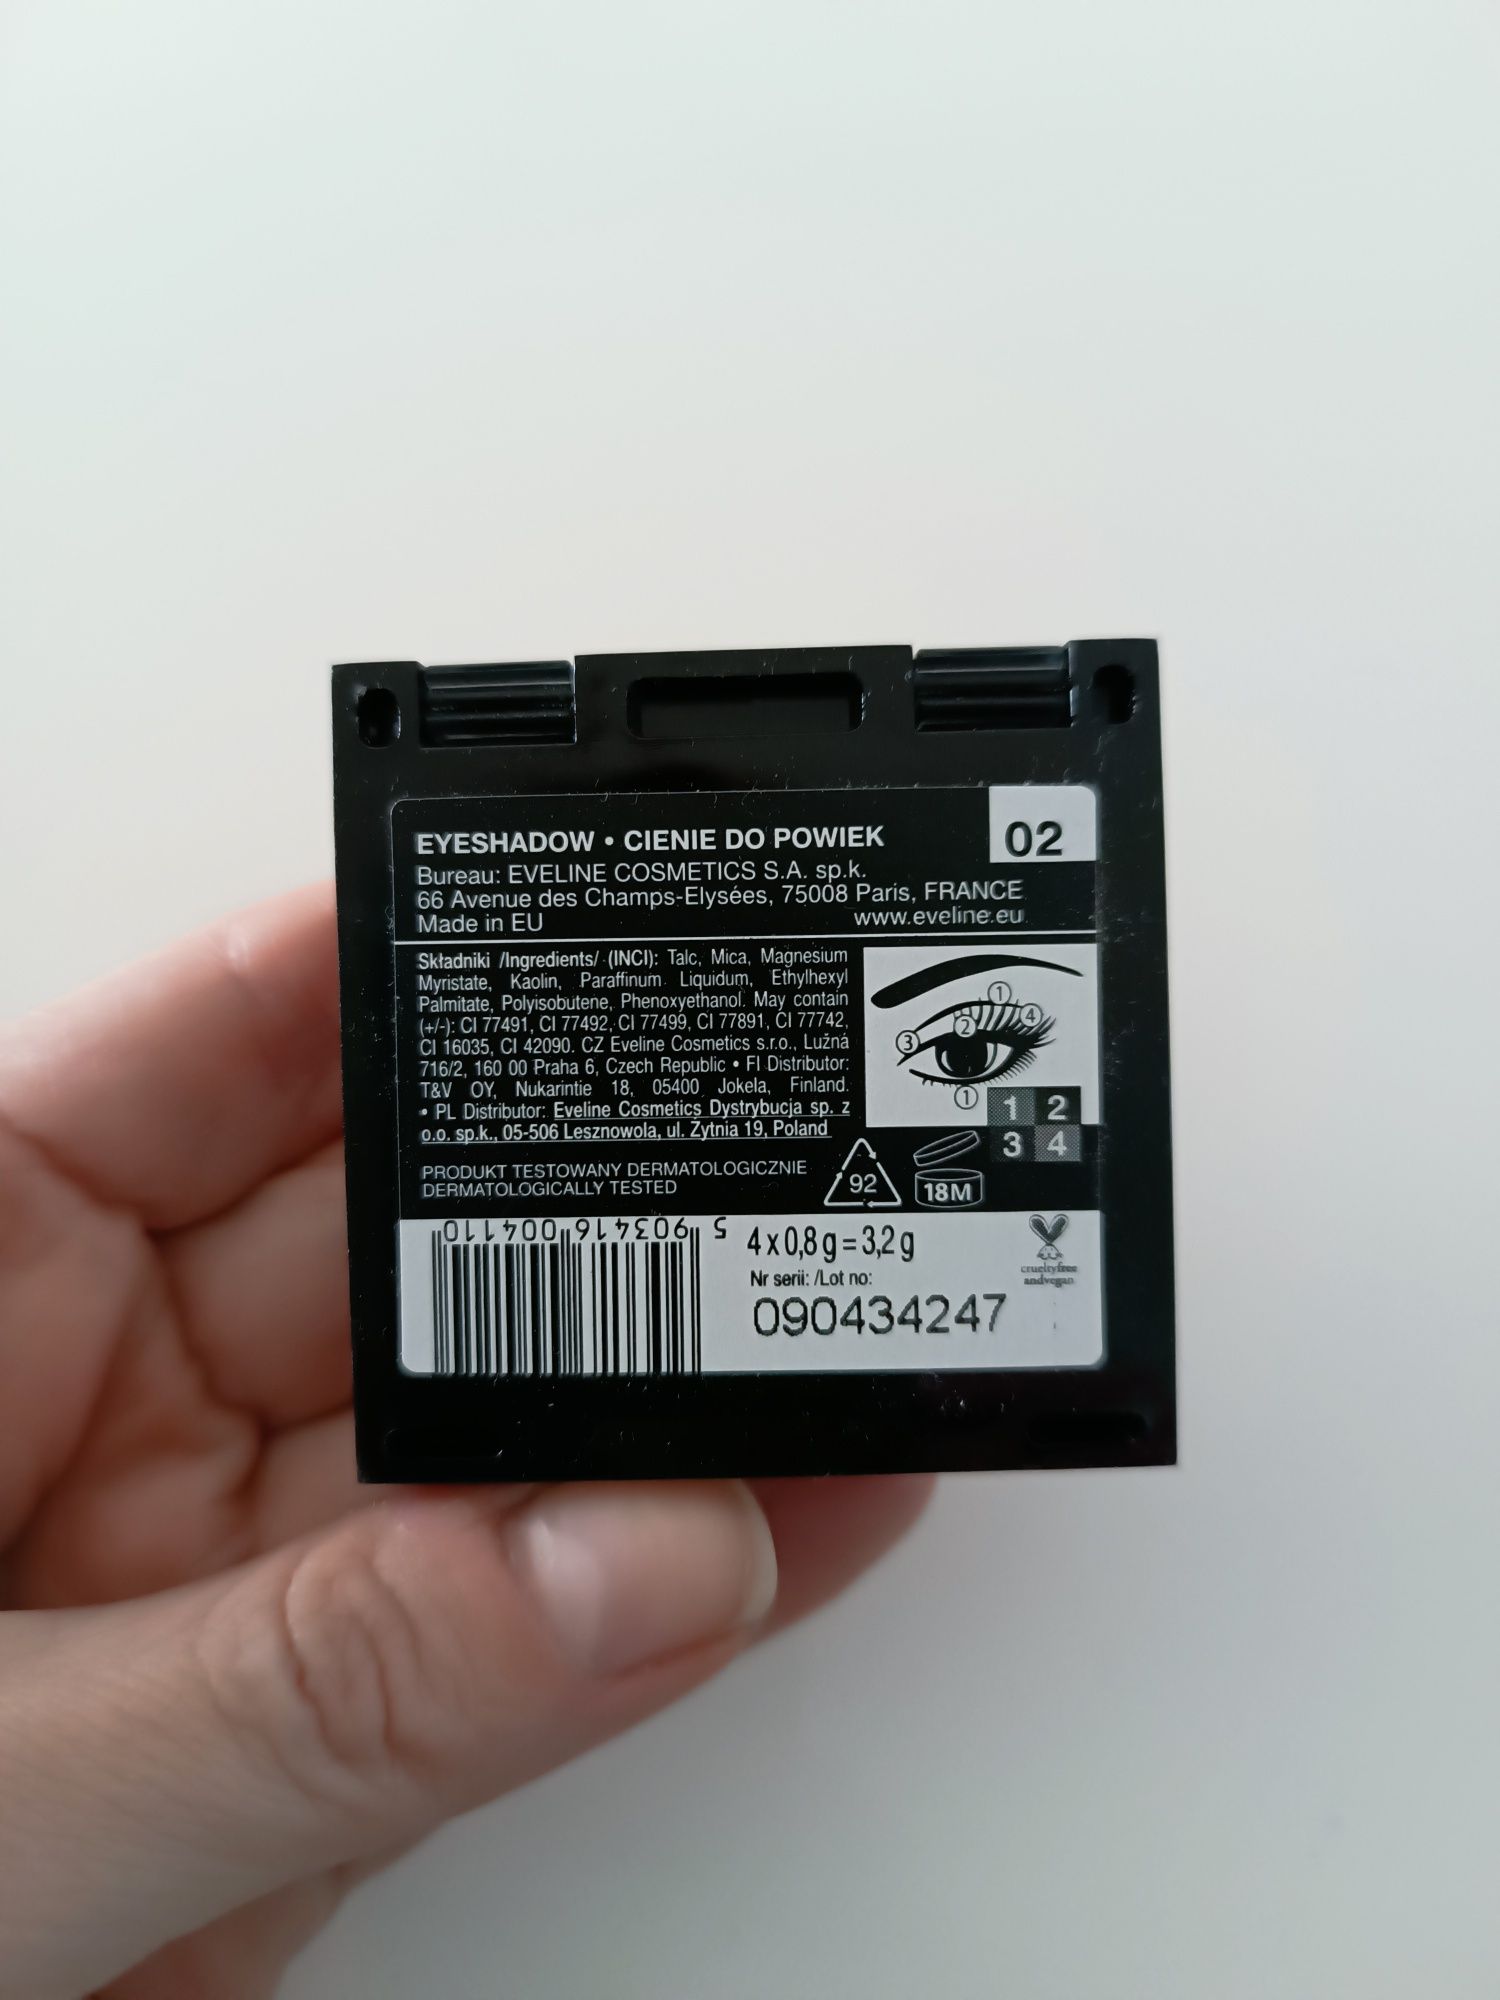 EYESHADOW • CIENIE DO POWIEK
02
Bureau: EVELINE COSMETICS S.A. sp.k.
66 Avenue des Champs-Elysées, 75008 Paris, FRANCE
Made in EU
www.eveline.eu
Składniki /Ingredients/ (INCI): Talc, Mica, Magnesium
Myristate, Kaolin, Paraffinum Liquidum, Ethylhexyl
Palmitate, Polyisobutene, Phenoxyethanol. May contain
(+/-): CI 77491, CI 77492, CI 77499, CI 77891, CI 77742,
CI 16035, CI 42090. CZ Eveline Cosmetics s.r.o., Lužná
716/2, 160 00 Praha 6, Czech Republic • FI Distributor:
T&V OY, Nukarintie 18, 05400 Jokela, Finland.
• PL Distributor: Eveline Cosmetics Dystrybucja sp. z
o.o. sp.k., 05-506 Lesznowola, ul. Żytnia 19, Poland
1
2
3
4
1
1 2
3 4
PRODUKT TESTOWANY DERMATOLOGICZNIE
DERMATOLOGICALLY TESTED
92
18M
5 903416 004110
4 x 0,8 g = 3,2 g
Nr serii: /Lot no:
090434247
crueltyfree
andvegan